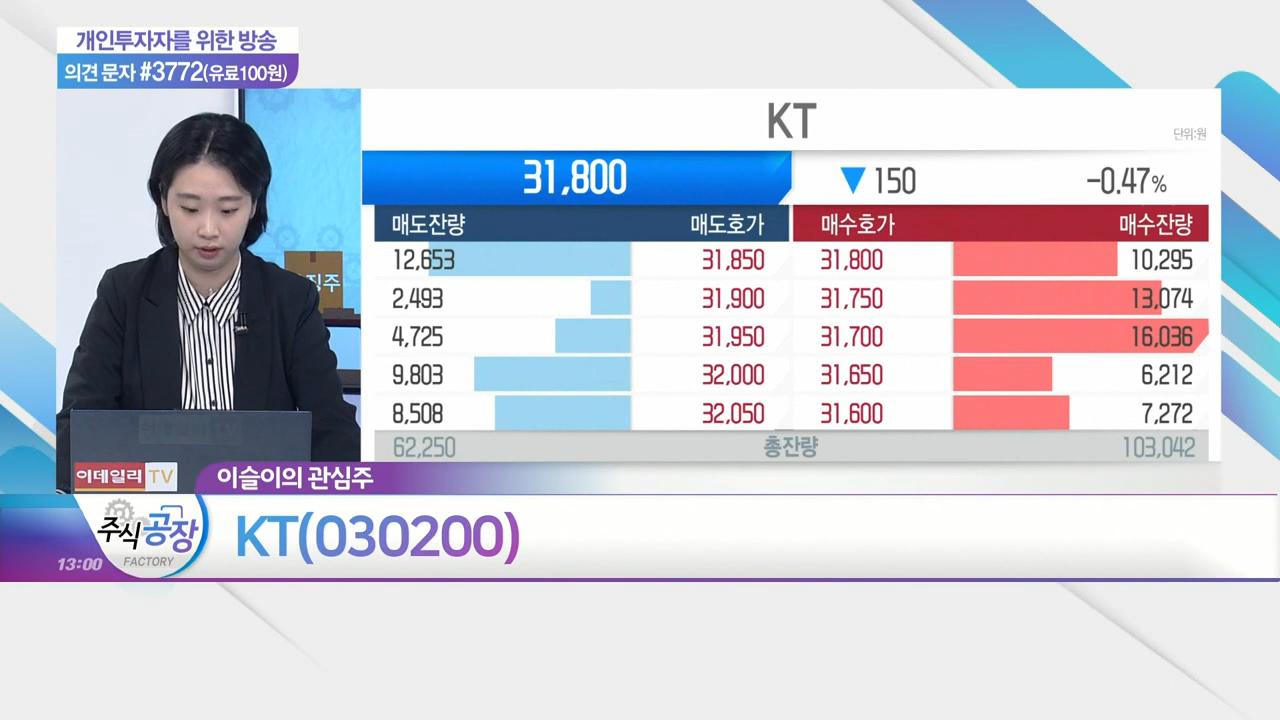 개인투자자를 위한 방송
의견 문자 #3772(유료100원)
KT
단위:원
31,800 ▼ 150 -0.47%
매도잔량 매도호가 매수호가 매수잔량
12,653 31,850 31,800 10,295
2,493 31,900 31,750 13,074
4,725 31,950 31,700 16,036
9,803 32,000 31,650 6,212
8,508 32,050 31,600 7,272
62,250 총잔량 103,042
징주
이데일리 TV
이슬이의 관심주
주식공장
FACTORY
13:00
KT(030200)